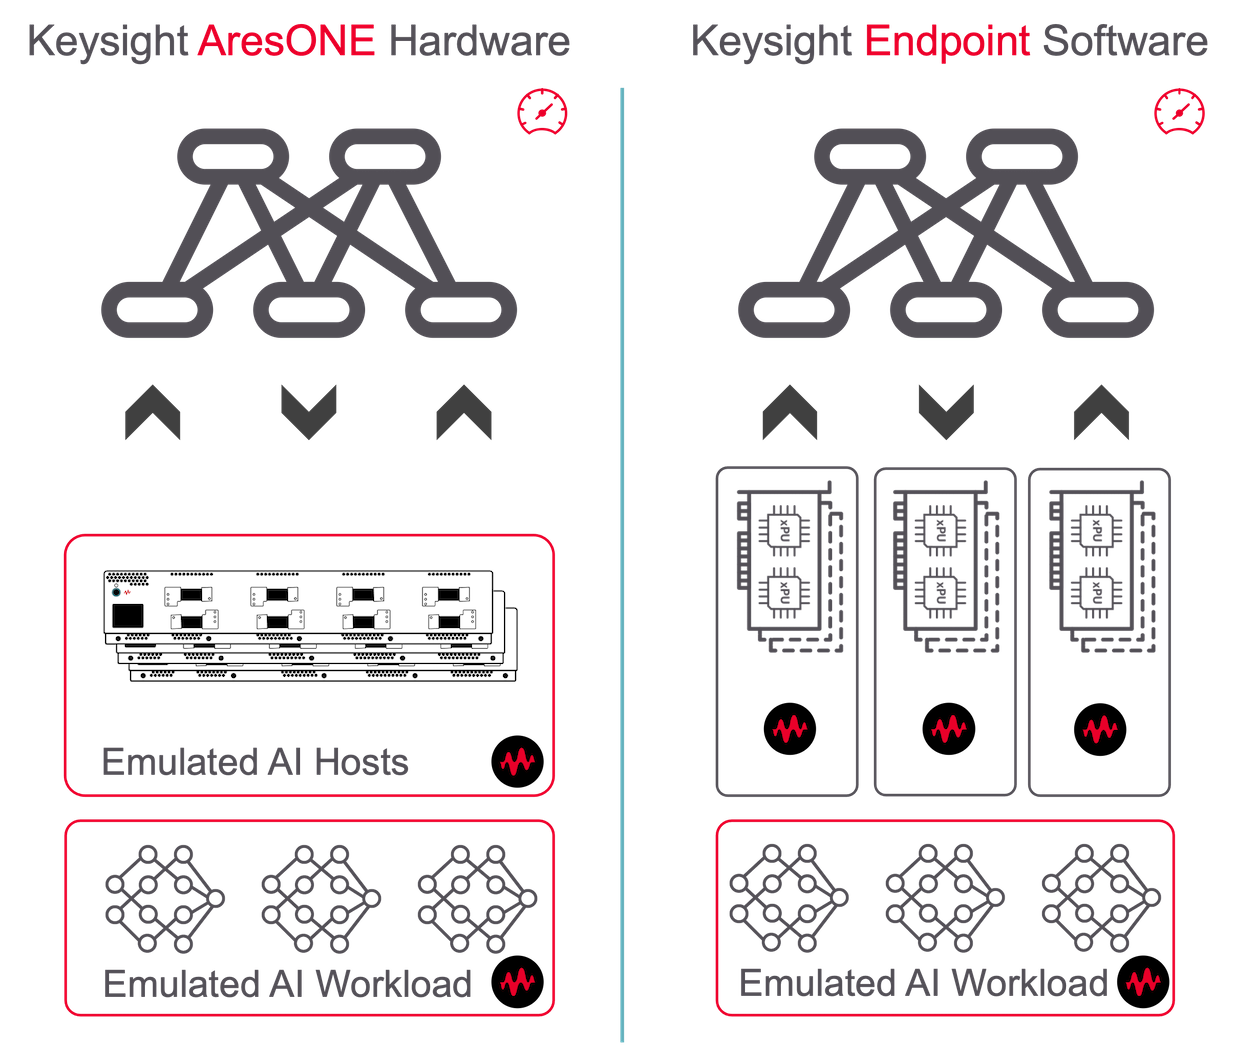 Keysight AresONE Hardware
Emulated AI Hosts
Emulated AI Workload
Keysight Endpoint Software
xPU xPU xPU
xPU xPU xPU
Emulated AI Workload